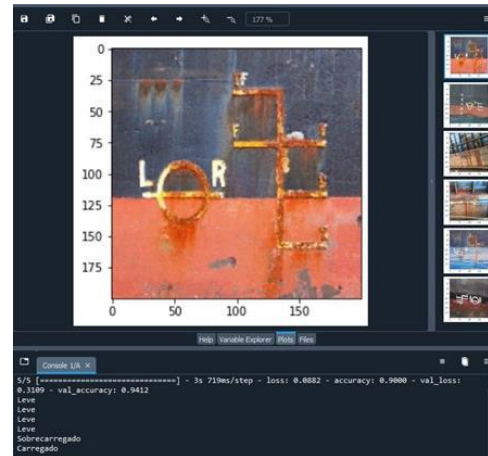 177 %
0
25
50
75
100
125
150
175
F
F
L R
0 50 100 150
Help Variable Explorer Plots Files
Console 1/A
5/5 [==============================] - 3s 719ms/step - loss: 0.0882 - accuracy: 0.9000 - val_loss:
0.3109 - val_accuracy: 0.9412
Leve
Leve
Leve
Leve
Sobrecarregado
Carregado